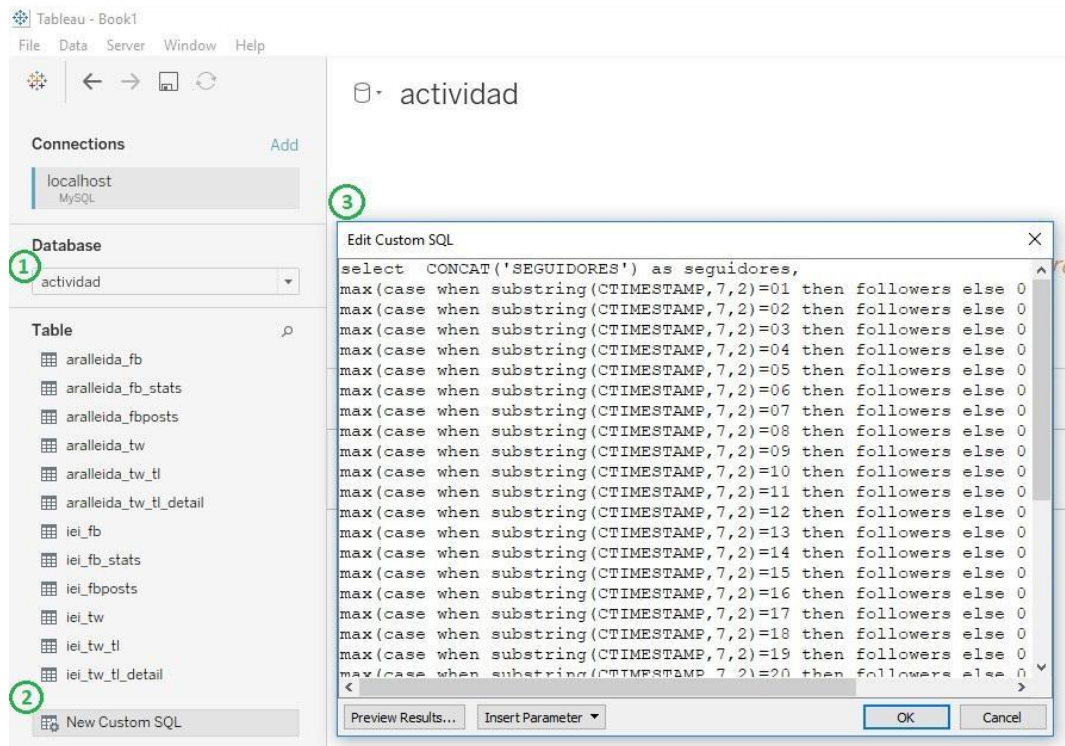 Tableau - Book1
File Data Server Window Help
actividad
Connections Add
localhost
MySQL
Database
1
actividad
Table
aralleida_fb
aralleida_fb_stats
aralleida_fbposts
aralleida_tw
aralleida_tw_tl
aralleida_tw_tl_detail
iei_fb
iei_fb_stats
iei_fbposts
iei_tw
iei_tw_tl
iei_tw_tl_detail
2
New Custom SQL
3
Edit Custom SQL
select CONCAT('SEGUIDORES') as seguidores,
max(case when substring(CTIMESTAMP,7,2)=01 then followers else 0
max(case when substring(CTIMESTAMP,7,2)=02 then followers else 0
max(case when substring(CTIMESTAMP,7,2)=03 then followers else 0
max(case when substring(CTIMESTAMP,7,2)=04 then followers else 0
max(case when substring(CTIMESTAMP,7,2)=05 then followers else 0
max(case when substring(CTIMESTAMP,7,2)=06 then followers else 0
max(case when substring(CTIMESTAMP,7,2)=07 then followers else 0
max(case when substring(CTIMESTAMP,7,2)=08 then followers else 0
max(case when substring(CTIMESTAMP,7,2)=09 then followers else 0
max(case when substring(CTIMESTAMP,7,2)=10 then followers else 0
max(case when substring(CTIMESTAMP,7,2)=11 then followers else 0
max(case when substring(CTIMESTAMP,7,2)=12 then followers else 0
max(case when substring(CTIMESTAMP,7,2)=13 then followers else 0
max(case when substring(CTIMESTAMP,7,2)=14 then followers else 0
max(case when substring(CTIMESTAMP,7,2)=15 then followers else 0
max(case when substring(CTIMESTAMP,7,2)=16 then followers else 0
max(case when substring(CTIMESTAMP,7,2)=17 then followers else 0
max(case when substring(CTIMESTAMP,7,2)=18 then followers else 0
max(case when substring(CTIMESTAMP,7,2)=19 then followers else 0
max(case when substring(CTIMESTAMP,7,2)=20 then followers else 0
Preview Results... Insert Parameter OK Cancel